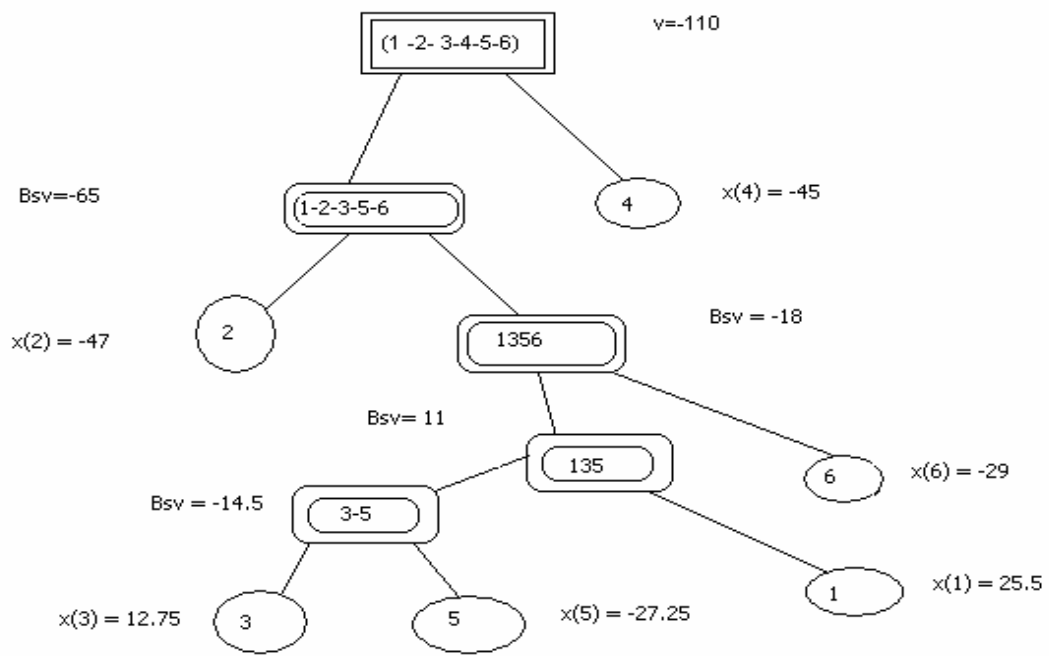 v=-110
(1 -2- 3-4-5-6)
Bsv=-65
1-2-3-5-6
4
x(4) = -45
x(2) = -47
2
1356
Bsv = -18
Bsv= 11
135
6
x(6) = -29
Bsv = -14.5
3-5
x(3) = 12.75
3
5
x(5) = -27.25
1
x(1) = 25.5